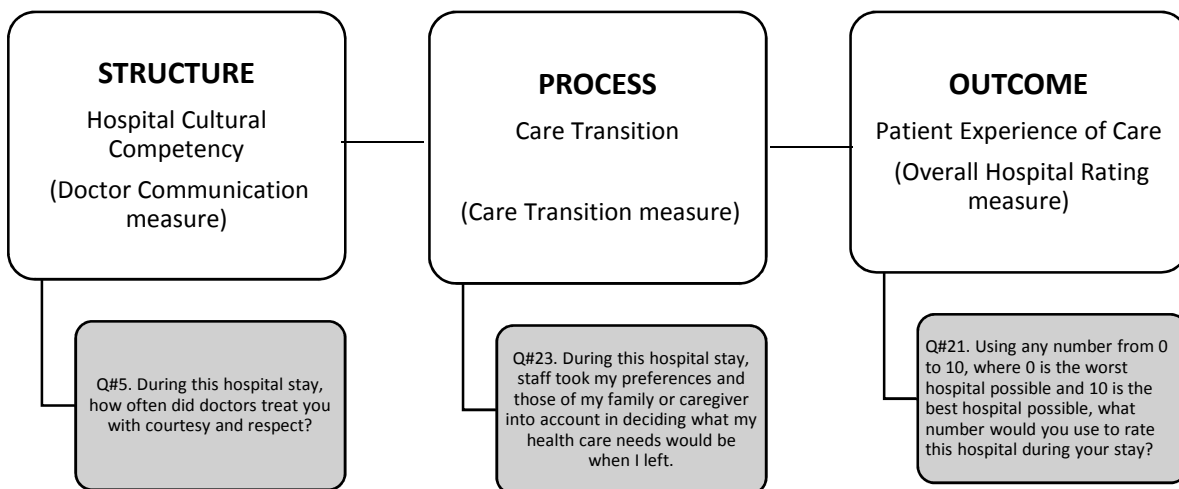 STRUCTURE
Hospital Cultural
Competency
(Doctor Communication
measure)
PROCESS
Care Transition
(Care Transition measure)
OUTCOME
Patient Experience of Care
(Overall Hospital Rating
measure)
Q#5. During this hospital stay,
how often did doctors treat you
with courtesy and respect?
Q#23. During this hospital stay,
staff took my preferences and
those of my family or caregiver
into account in deciding what my
health care needs would be
when I left.
Q#21. Using any number from 0
to 10, where 0 is the worst
hospital possible and 10 is the
best hospital possible, what
number would you use to rate
this hospital during your stay?